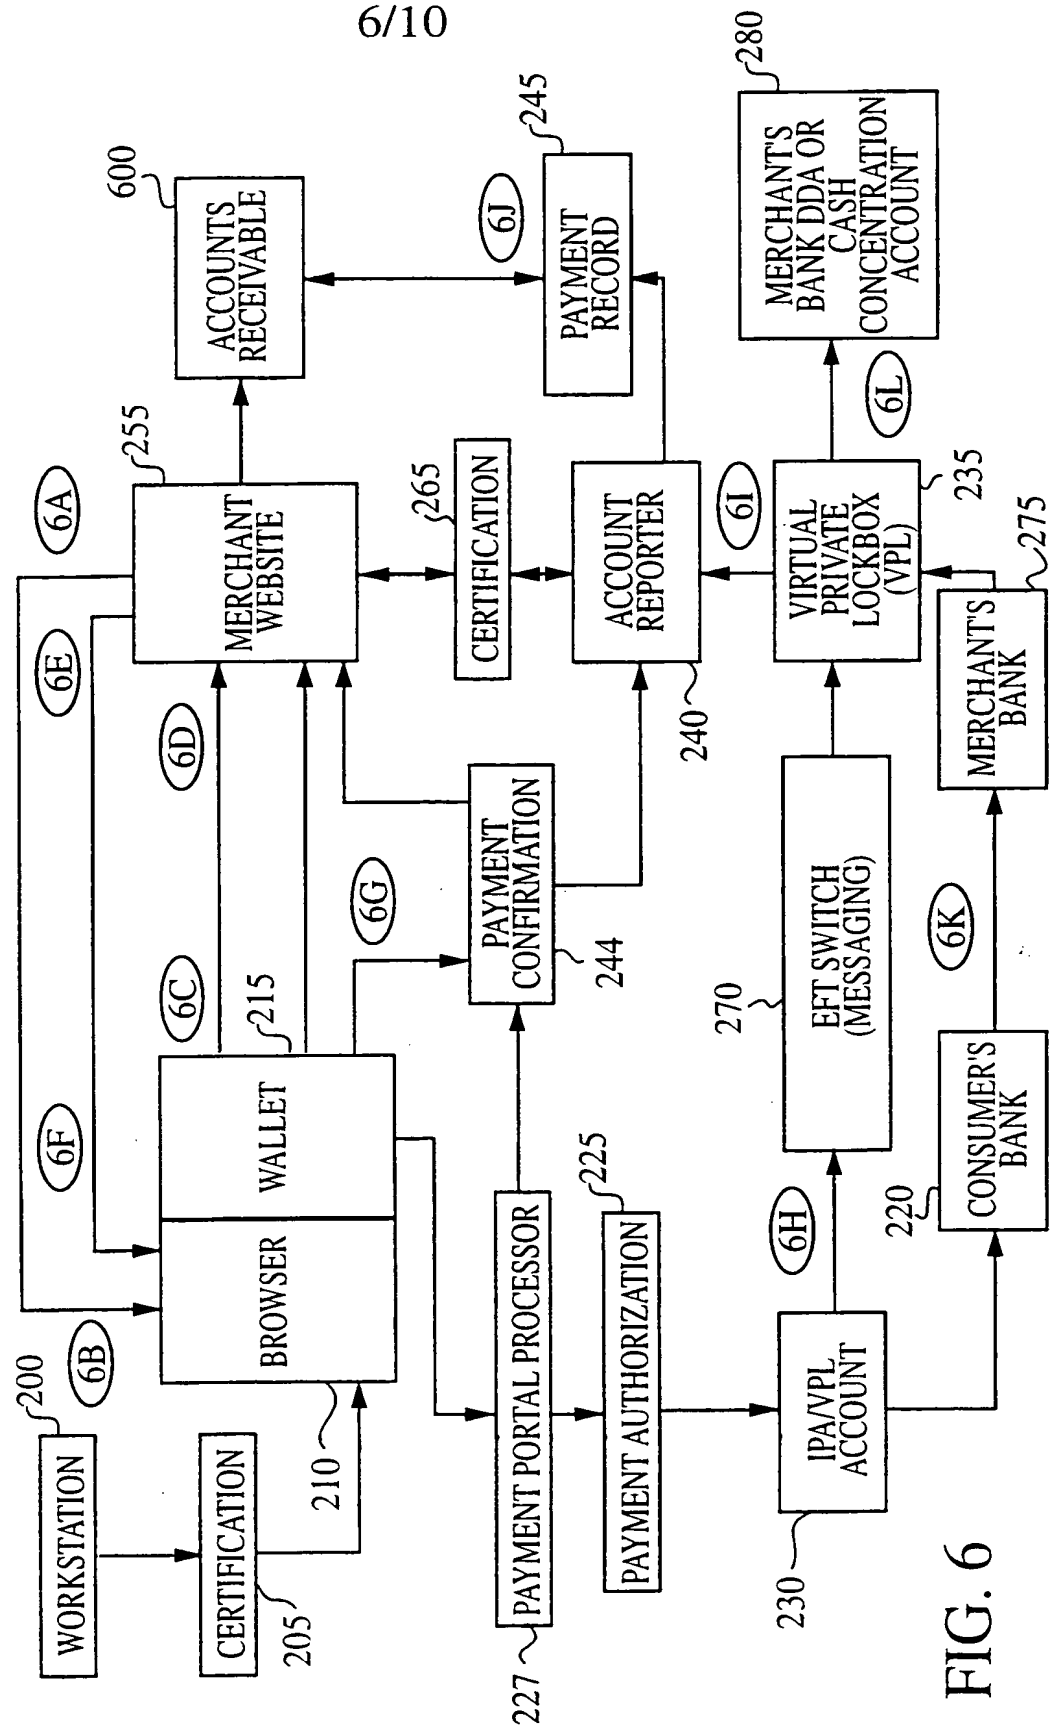 6/10
WORKSTATION
200
CERTIFICATION
205
BROWSER
210
WALLET
215
6A
6B
6C
6D
6E
6F
MERCHANT
WEBSITE
255
ACCOUNTS
RECEIVABLE
600
6G
PAYMENT
CONFIRMATION
244
CERTIFICATION
265
6J
PAYMENT
RECORD
245
PAYMENT PORTAL PROCESSOR
227
PAYMENT AUTHORIZATION
225
ACCOUNT
REPORTER
240
6I
IPA/VPL
ACCOUNT
230
6H
EFT SWITCH
(MESSAGING)
270
VIRTUAL
PRIVATE
LOCKBOX
(VPL)
235
6L
MERCHANT'S
BANK DDA OR
CASH
CONCENTRATION
ACCOUNT
280
CONSUMER'S
BANK
220
6K
MERCHANT'S
BANK
275
FIG. 6